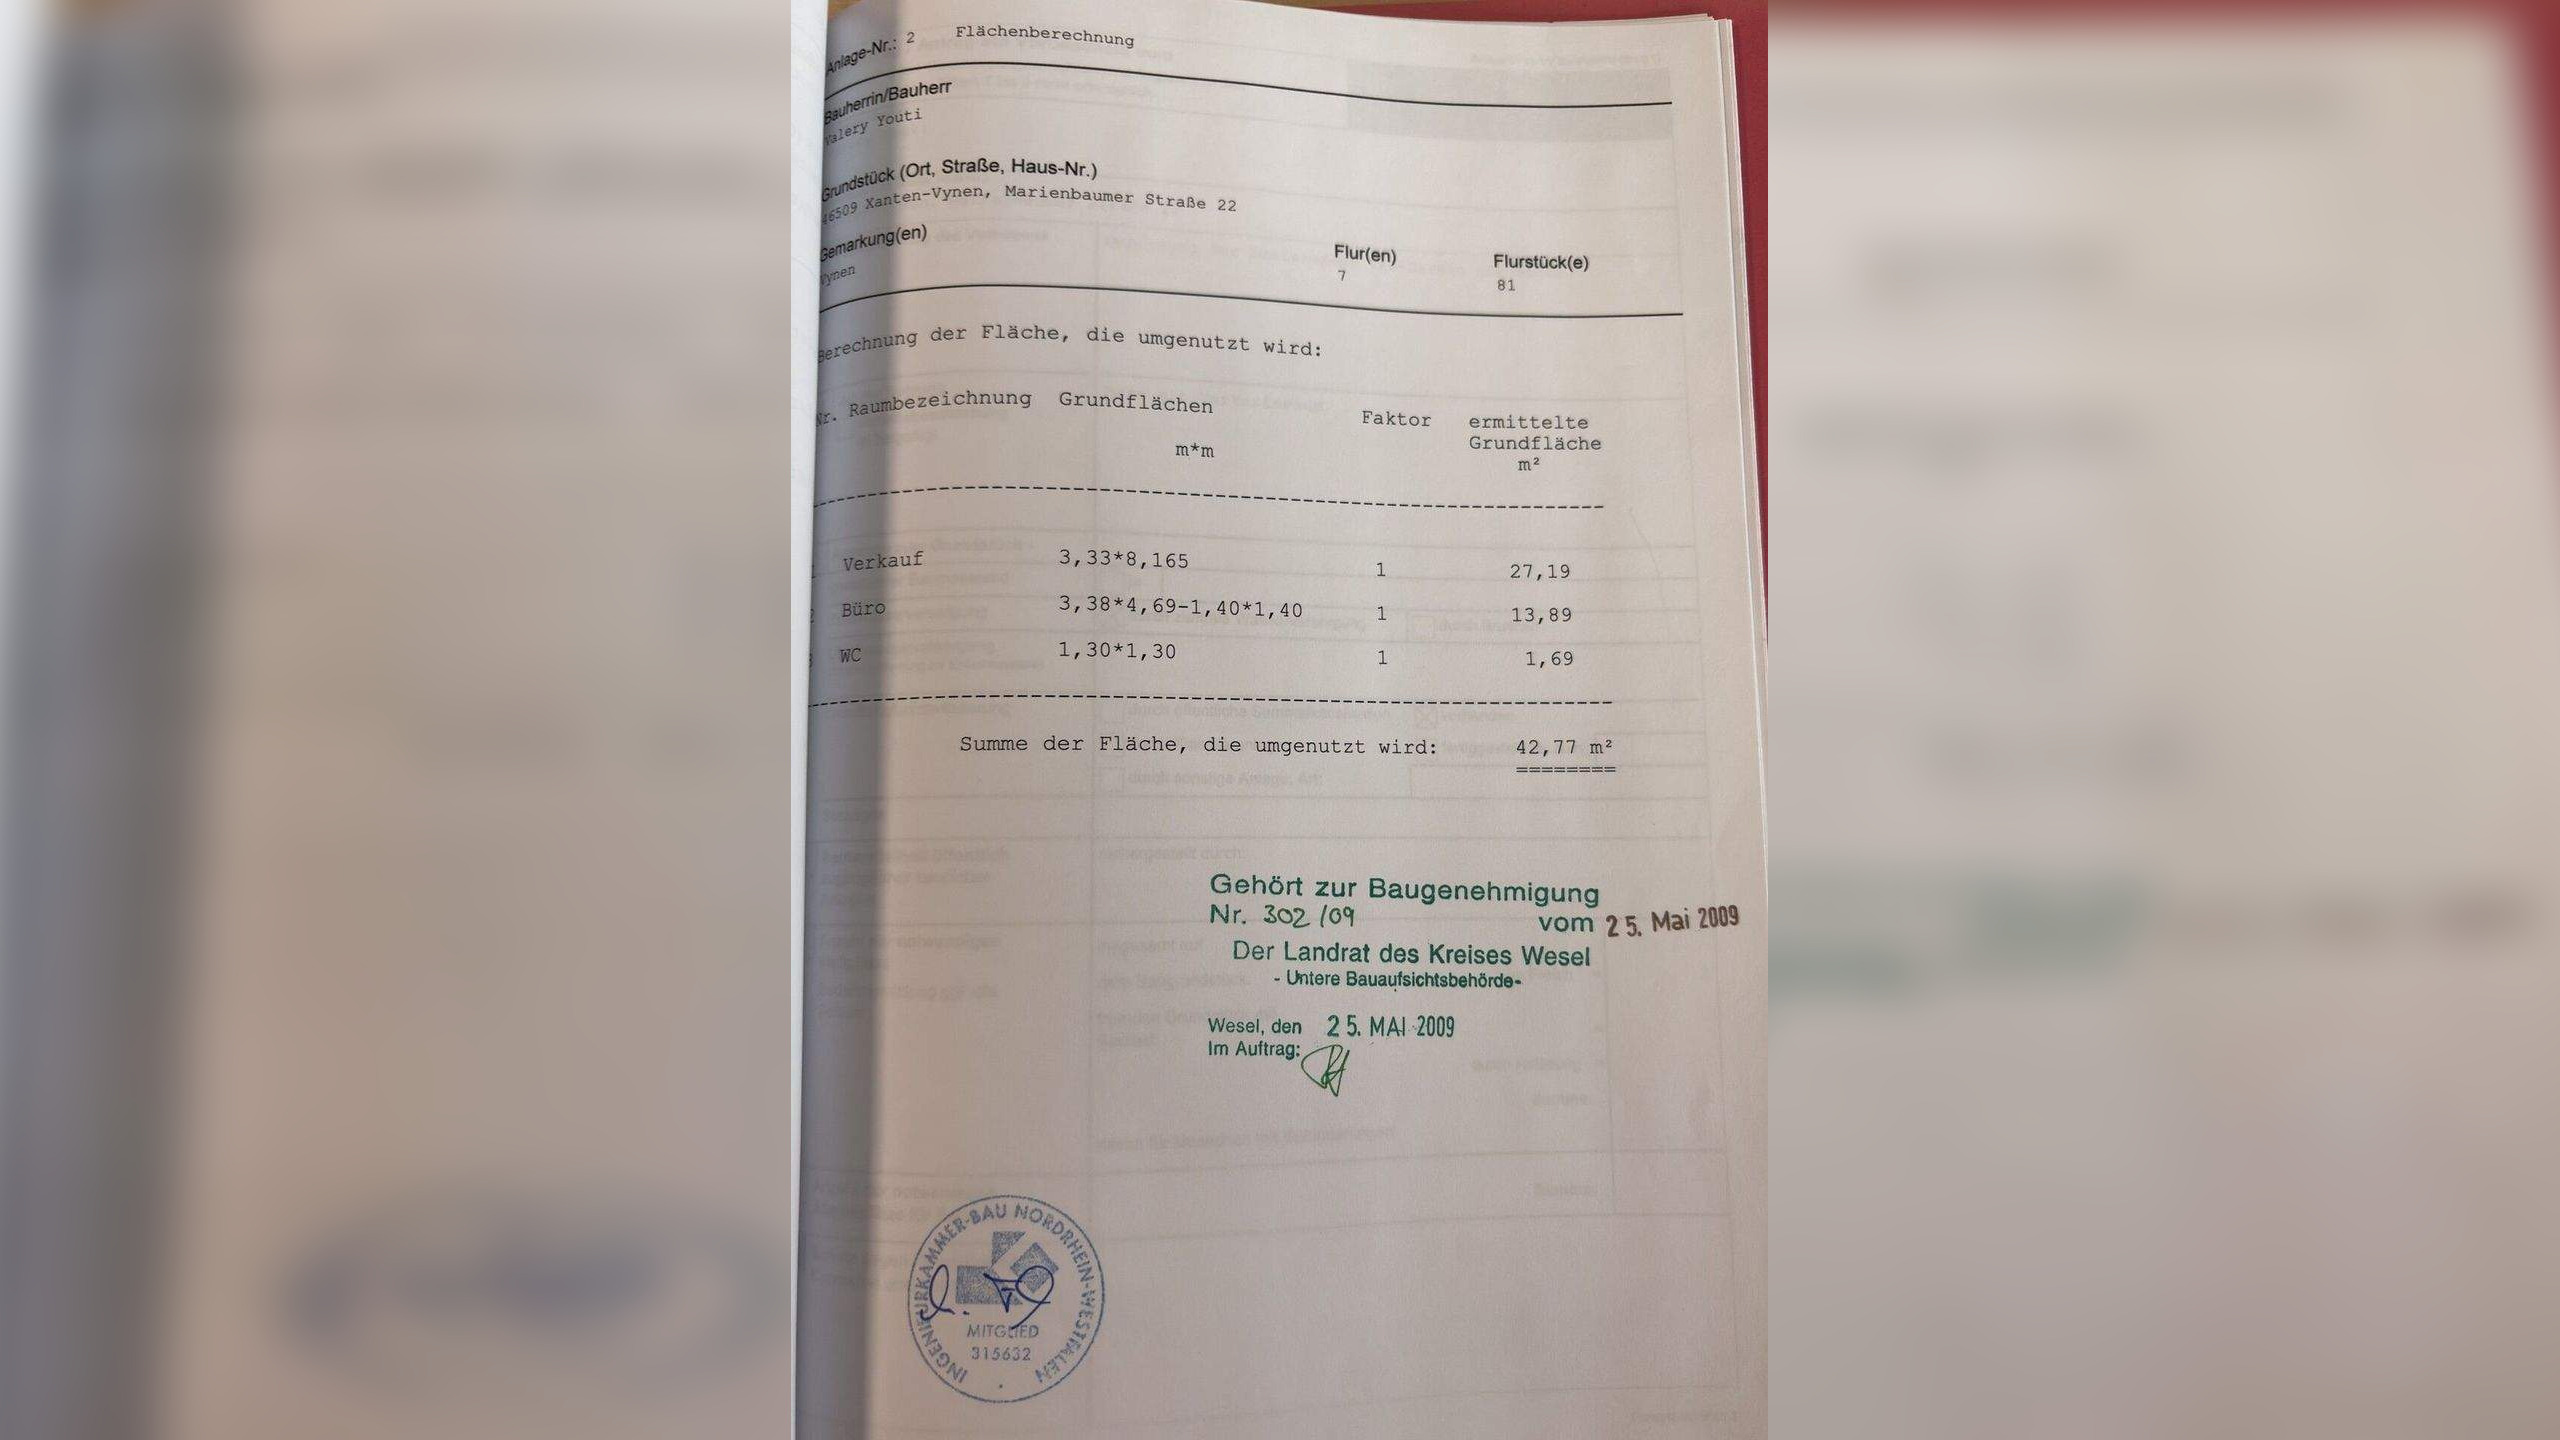 Anlage-Nr.: 2 Flächenberechnung
Bauherrin/Bauherr
Valery Youti
Grundstück (Ort, Straße, Haus-Nr.)
46509 Xanten-Vynen, Marienbaumer Straße 22
Gemarkung(en) Flur(en) Flurstück(e)
Vynen 7 81
Berechnung der Fläche, die umgenutzt wird:
Nr. Raumbezeichnung Grundflächen Faktor ermittelte
Grundfläche
m*m m²
Verkauf 3,33*8,165 1 27,19
Büro 3,38*4,69-1,40*1,40 1 13,89
WC 1,30*1,30 1 1,69
Summe der Fläche, die umgenutzt wird: 42,77 m²
========
Gehört zur Baugenehmigung
Nr. 302/09 vom 25. Mai 2009
Der Landrat des Kreises Wesel
- Untere Bauaufsichtsbehörde-
Wesel, den 25. MAI 2009
Im Auftrag:
INGENIEURKAMMER-BAU NORDRHEIN-WESTFALEN
MITGLIED
315632